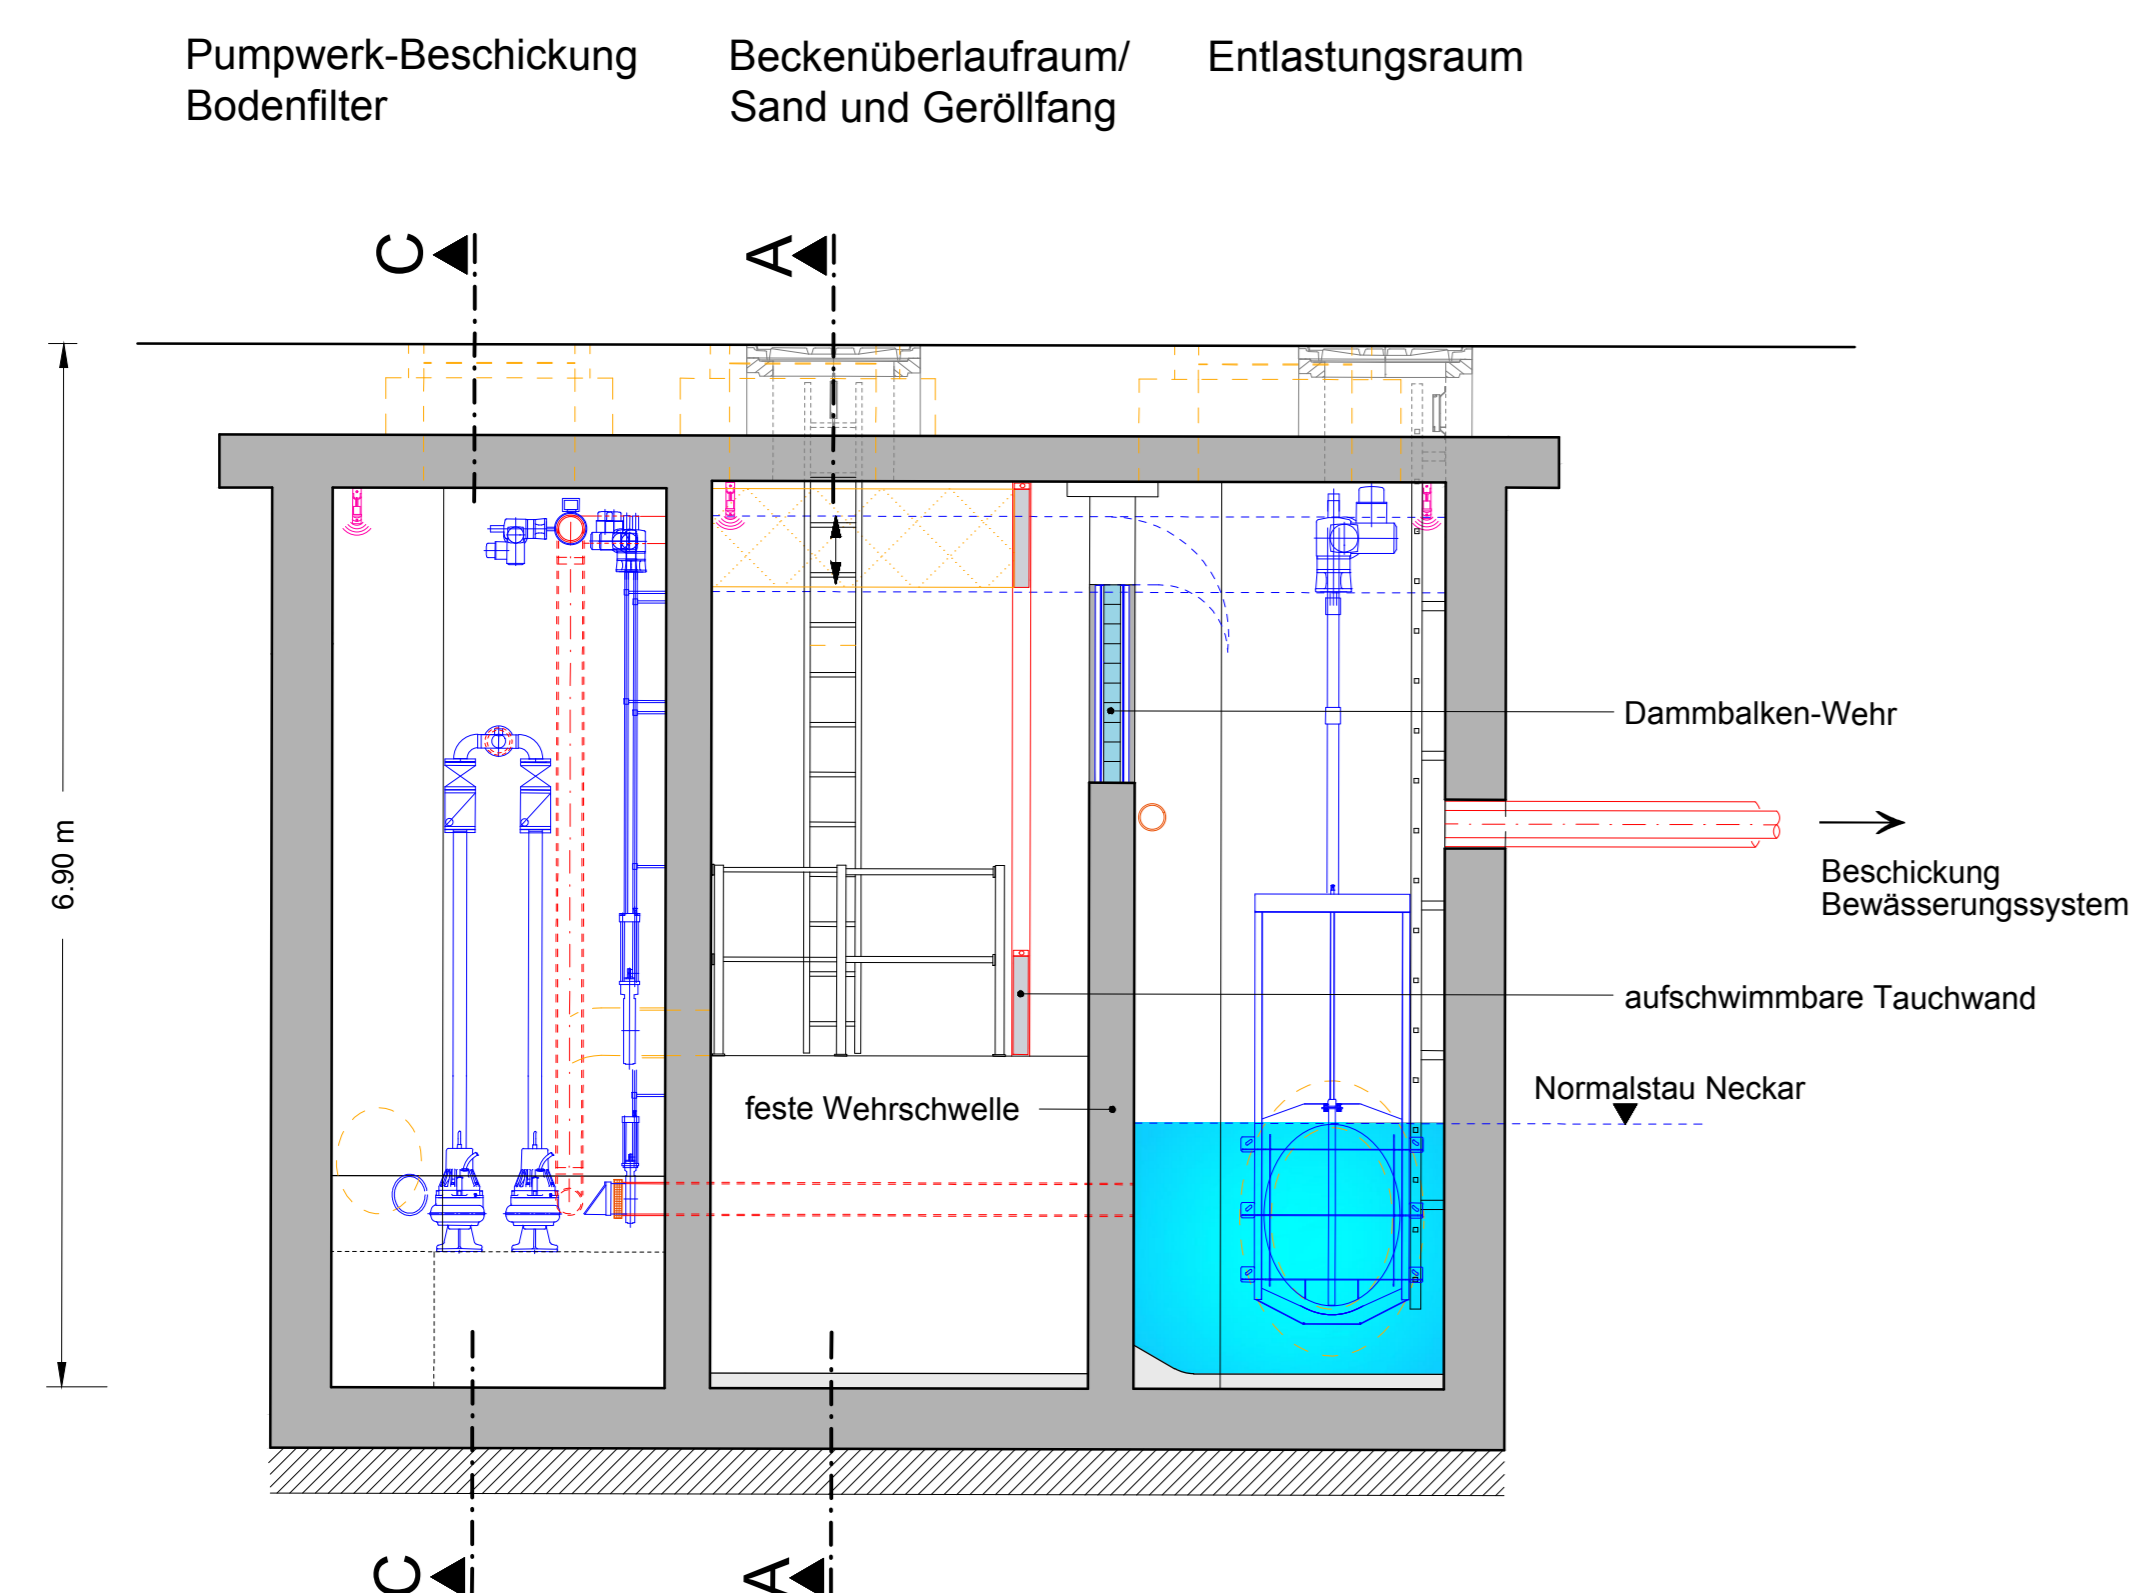 Pumpwerk-Beschickung
Bodenfilter
Beckenüberlaufraum/
Sand und Geröllfang
Entlastungsraum
C
A
6.90 m
Dammbalken-Wehr
Beschickung
Bewässerungssystem
aufschwimmbare Tauchwand
Normalstau Neckar
feste Wehrschwelle
C
A